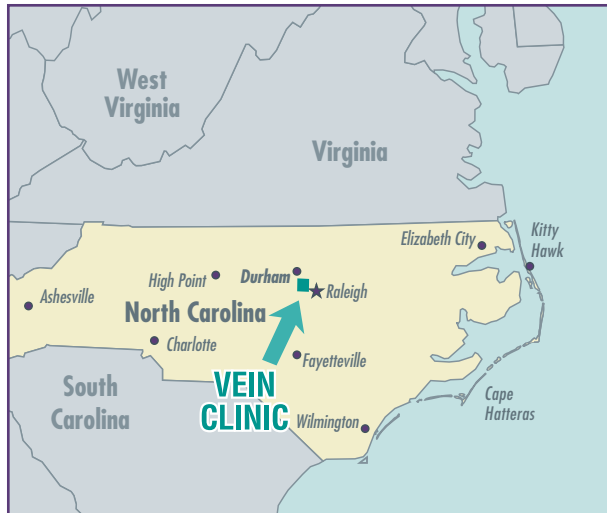 West
Virginia
Virginia
Elizabeth City
Kitty
Hawk
High Point
Durham
Raleigh
Ashesville
North Carolina
Charlotte
Fayetteville
South
Carolina
VEIN
CLINIC
Wilmington
Cape
Hatteras